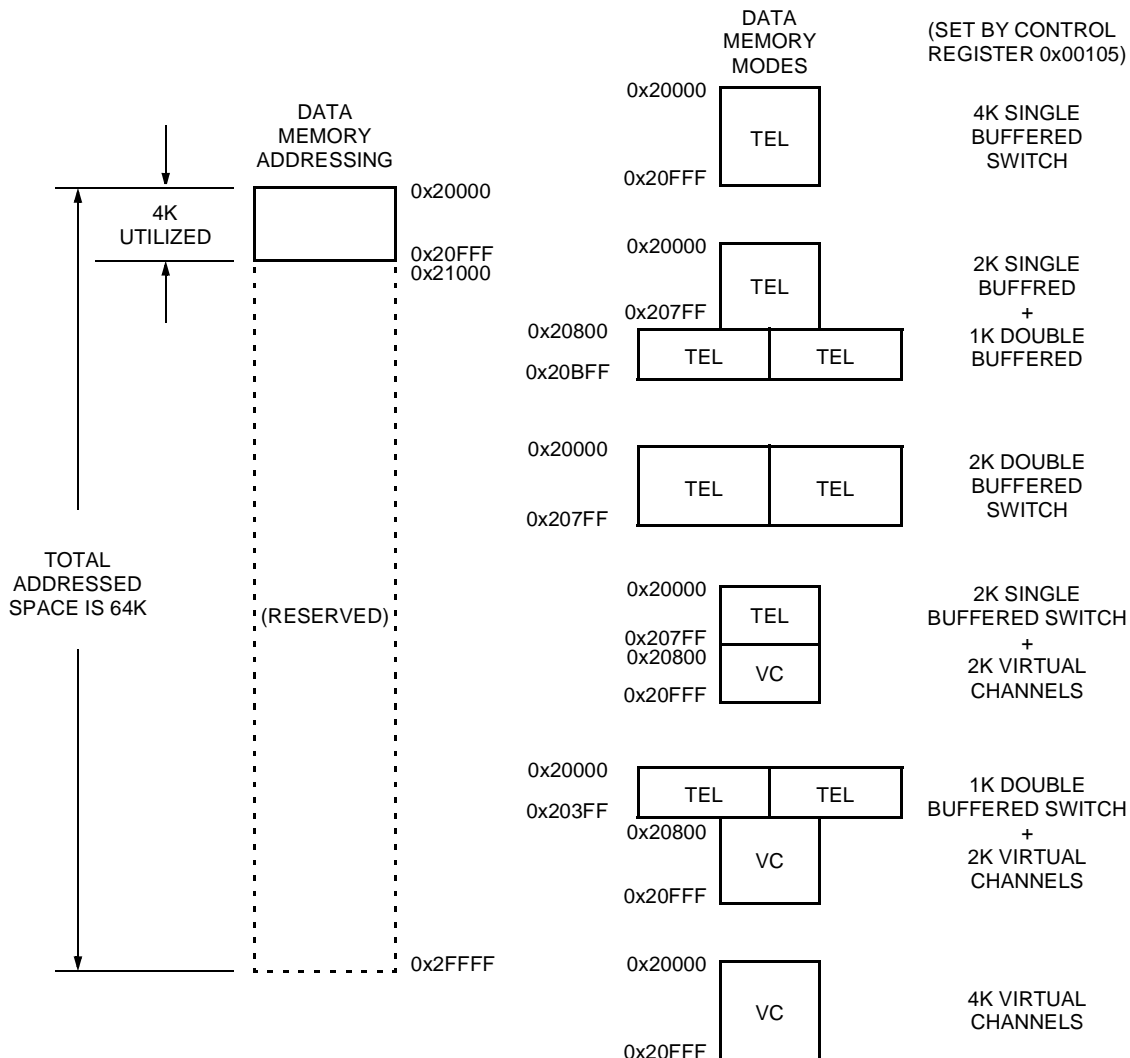 DATA
MEMORY
ADDRESSING
4K
UTILIZED
0x20000
0x20FFF
0x21000
TOTAL
ADDRESSED
SPACE IS 64K
(RESERVED)
0x2FFFF
DATA
MEMORY
MODES
(SET BY CONTROL
REGISTER 0x00105)
0x20000
TEL
0x20FFF
4K SINGLE
BUFFERED
SWITCH
0x20000
TEL
0x207FF
0x20800
TEL TEL
0x20BFF
2K SINGLE
BUFFRED
+
1K DOUBLE
BUFFERED
0x20000
TEL TEL
0x207FF
2K DOUBLE
BUFFERED
SWITCH
0x20000
TEL
0x207FF
0x20800
VC
0x20FFF
2K SINGLE
BUFFERED SWITCH
+
2K VIRTUAL
CHANNELS
0x20000
TEL TEL
0x203FF
0x20800
VC
0x20FFF
1K DOUBLE
BUFFERED SWITCH
+
2K VIRTUAL
CHANNELS
0x20000
VC
0x20FFF
4K VIRTUAL
CHANNELS